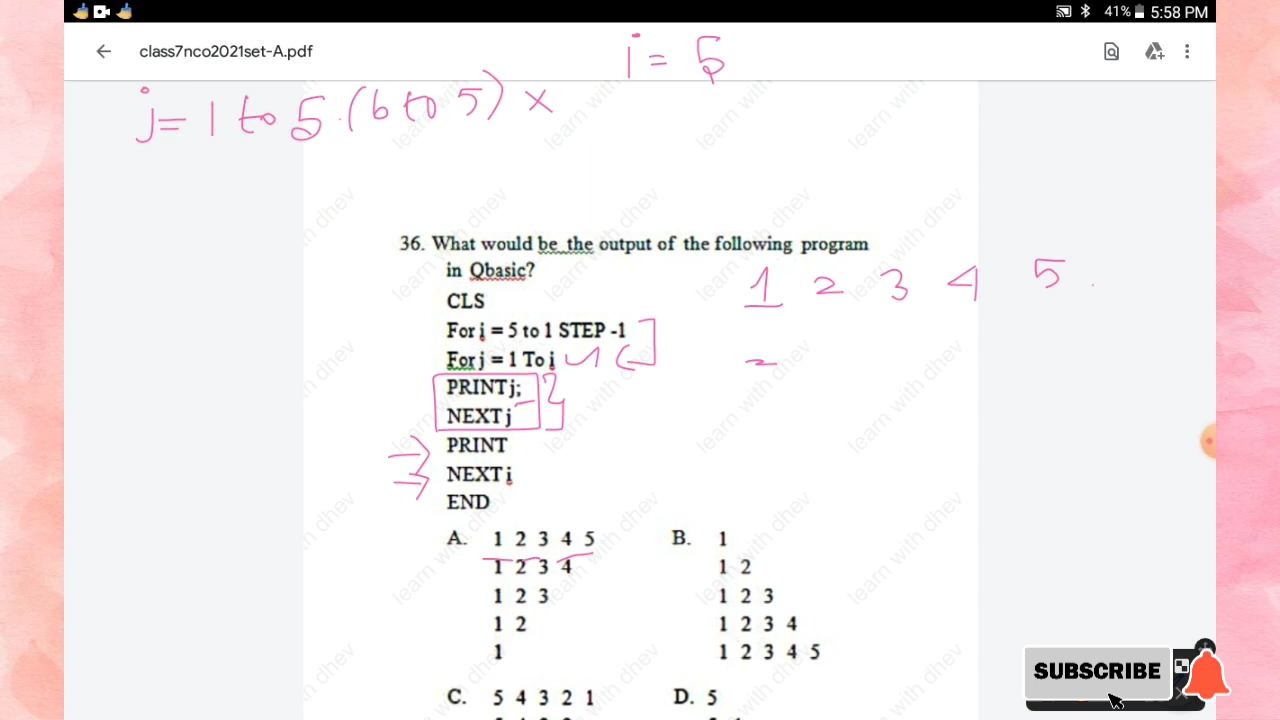 41% 5:58 PM
class7nco2021set-A.pdf
i = 5
j = 1 to 5. (6 to 5) ×
36. What would be the output of the following program
in Qbasic?
1 2 3 4 5
CLS
For i = 5 to 1 STEP -1
For j = 1 To i
PRINT j;
NEXT j
PRINT
NEXT i
END
A. 1 2 3 4 5
1 2 3 4
1 2 3
1 2
1
B. 1
1 2
1 2 3
1 2 3 4
1 2 3 4 5
C. 5 4 3 2 1
D. 5
SUBSCRIBE
learn with dhev